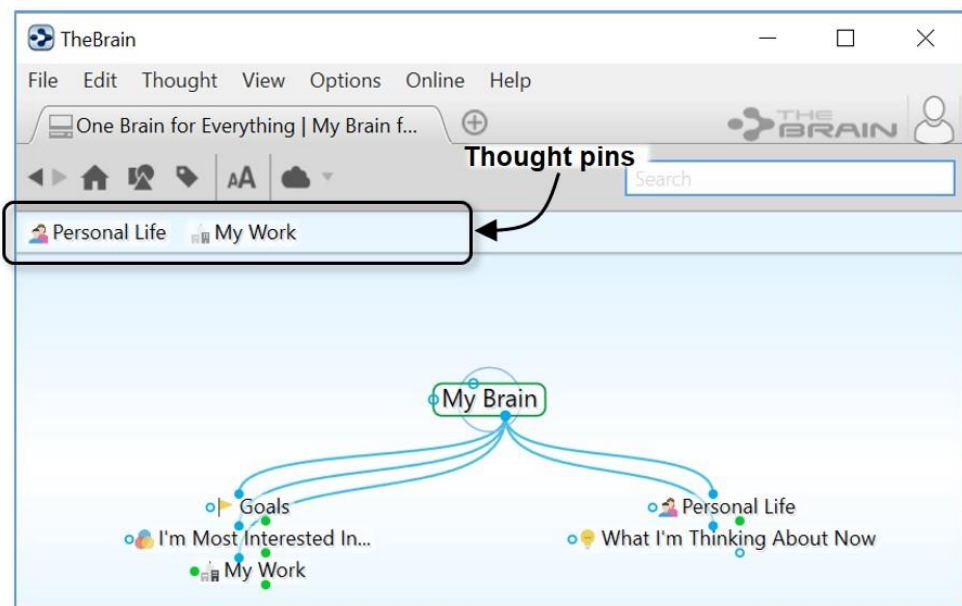 TheBrain
File Edit Thought View Options Online Help
One Brain for Everything | My Brain f...
THE BRAIN
Thought pins
AA
Search
Personal Life My Work
My Brain
Goals
I'm Most Interested In...
My Work
Personal Life
What I'm Thinking About Now